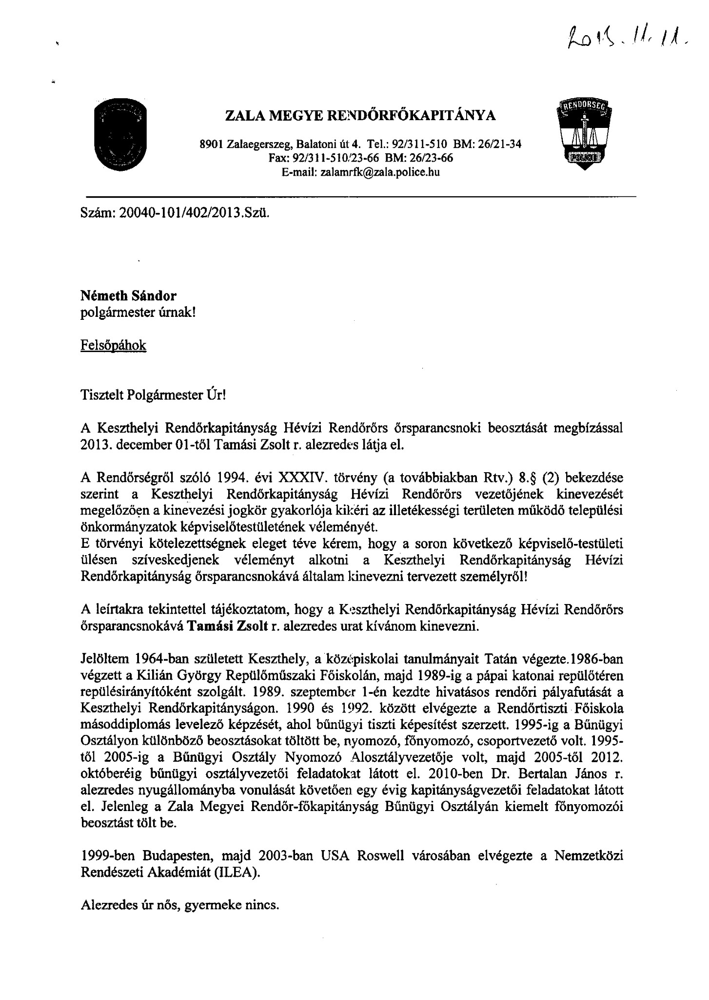 2013. 11. 11.
ZALA MEGYE RENDŐRFŐKAPITÁNYA
RENDŐRSÉG
POLICE
8901 Zalaegerszeg, Balatoni út 4. Tel.: 92/311-510 BM: 26/21-34
Fax: 92/311-510/23-66 BM: 26/23-66
E-mail: zalamrfk@zala.police.hu
Szám: 20040-101/402/2013.Szü.
Németh Sándor
polgármester úrnak!
Felsőpáhok
Tisztelt Polgármester Úr!
A Keszthelyi Rendőrkapitányság Hévízi Rendőrőrs őrsparancsnoki beosztását megbízással
2013. december 01-től Tamási Zsolt r. alezredes látja el.
A Rendőrségről szóló 1994. évi XXXIV. törvény (a továbbiakban Rtv.) 8.§ (2) bekezdése
szerint a Keszthelyi Rendőrkapitányság Hévízi Rendőrőrs vezetőjének kinevezését
megelőzően a kinevezési jogkör gyakorlója kikéri az illetékességi területen működő települési
önkormányzatok képviselőtestületének véleményét.
E törvényi kötelezettségnek eleget téve kérem, hogy a soron következő képviselő-testületi
ülésen szíveskedjenek véleményt alkotni a Keszthelyi Rendőrkapitányság Hévízi
Rendőrkapitányság őrsparancsnokává általam kinevezni tervezett személyről!
A leírtakra tekintettel tájékoztatom, hogy a Keszthelyi Rendőrkapitányság Hévízi Rendőrőrs
őrsparancsnokává Tamási Zsolt r. alezredes urat kívánom kinevezni.
Jelöltem 1964-ban született Keszthely, a középiskolai tanulmányait Tatán végezte.1986-ban
végzett a Kilián György Repülőműszaki Főiskolán, majd 1989-ig a pápai katonai repülőtéren
repülésirányítóként szolgált. 1989. szeptember 1-én kezdte hivatásos rendőri pályafutását a
Keszthelyi Rendőrkapitányságon. 1990 és 1992. között elvégezte a Rendőrtiszti Főiskola
másoddiplomás levelező képzését, ahol bűnügyi tiszti képesítést szerzett. 1995-ig a Bűnügyi
Osztályon különböző beosztásokat töltött be, nyomozó, főnyomozó, csoportvezető volt. 1995-
től 2005-ig a Bűnügyi Osztály Nyomozó Alosztályvezetője volt, majd 2005-től 2012.
októberéig bűnügyi osztályvezetői feladatokat látott el. 2010-ben Dr. Bertalan János r.
alezredes nyugállományba vonulását követően egy évig kapitányságvezetői feladatokat látott
el. Jelenleg a Zala Megyei Rendőr-főkapitányság Bűnügyi Osztályán kiemelt főnyomozói
beosztást tölt be.
1999-ben Budapesten, majd 2003-ban USA Roswell városában elvégezte a Nemzetközi
Rendészeti Akadémiát (ILEA).
Alezredes úr nős, gyermeke nincs.